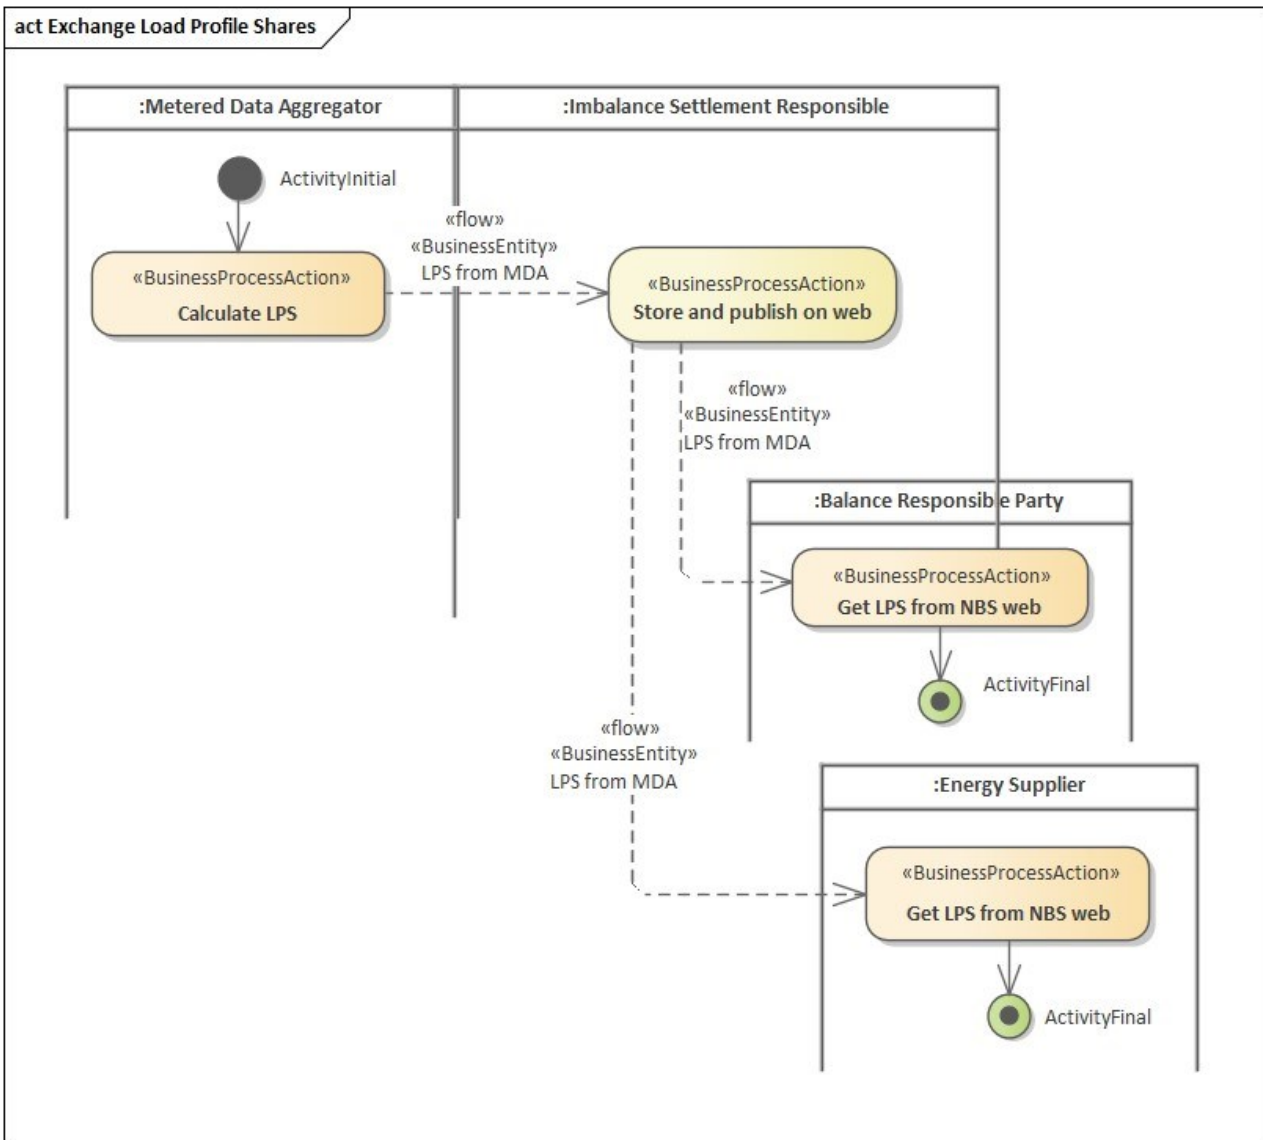 act Exchange Load Profile Shares
:Metered Data Aggregator
:Imbalance Settlement Responsible
ActivityInitial
«flow»
«BusinessEntity»
LPS from MDA
«BusinessProcessAction»
Calculate LPS
«BusinessProcessAction»
Store and publish on web
«flow»
«BusinessEntity»
LPS from MDA
:Balance Responsible Party
«BusinessProcessAction»
Get LPS from NBS web
ActivityFinal
«flow»
«BusinessEntity»
LPS from MDA
:Energy Supplier
«BusinessProcessAction»
Get LPS from NBS web
ActivityFinal